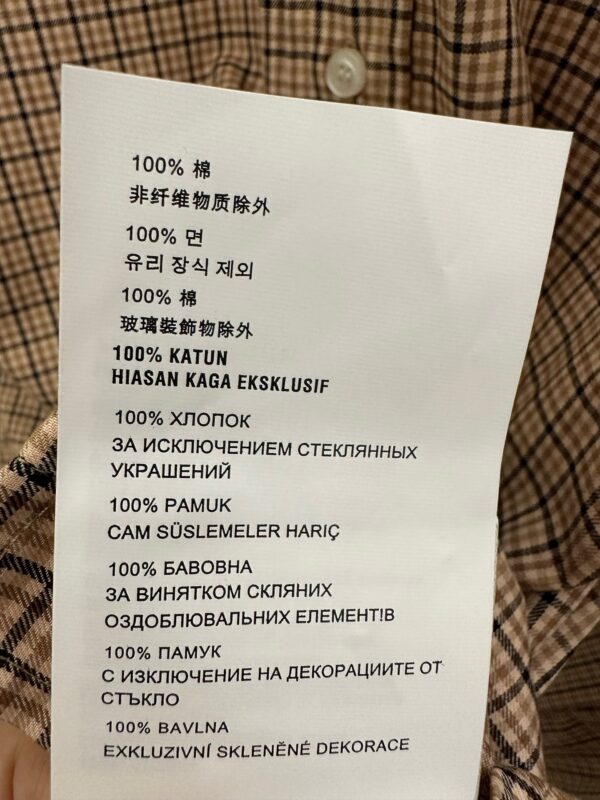 100% 棉
非纤维物质除外
100% 면
유리 장식 제외
100% 棉
玻璃裝飾物除外
100% KATUN
HIASAN KAGA EKSKLUSIF
100% ХЛОПОК
ЗА ИСКЛЮЧЕНИЕМ СТЕКЛЯННЫХ
УКРАШЕНИЙ
100% PAMUK
CAM SÜSLEMELER HARİÇ
100% БАВОВНА
ЗА ВИНЯТКОМ СКЛЯНИХ
ОЗДОБЛЮВАЛЬНИХ ЕЛЕМЕНТ!В
100% ПАМУК
С ИЗКЛЮЧЕНИЕ НА ДЕКОРАЦИИТЕ ОТ
СТЪКЛО
100% BAVLNA
EXKLUZIVNÍ SKLENĚNÉ DEKORACE